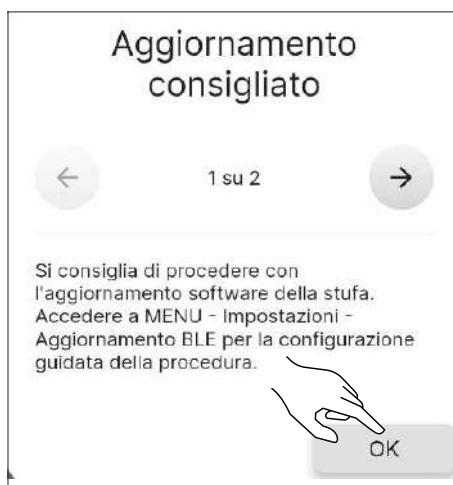 Aggiornamento
consigliato
1 su 2
Si consiglia di procedere con
l'aggiornamento software della stufa.
Accedere a MENU - Impostazioni -
Aggiornamento BLE per la configurazione
guidata della procedura.
OK